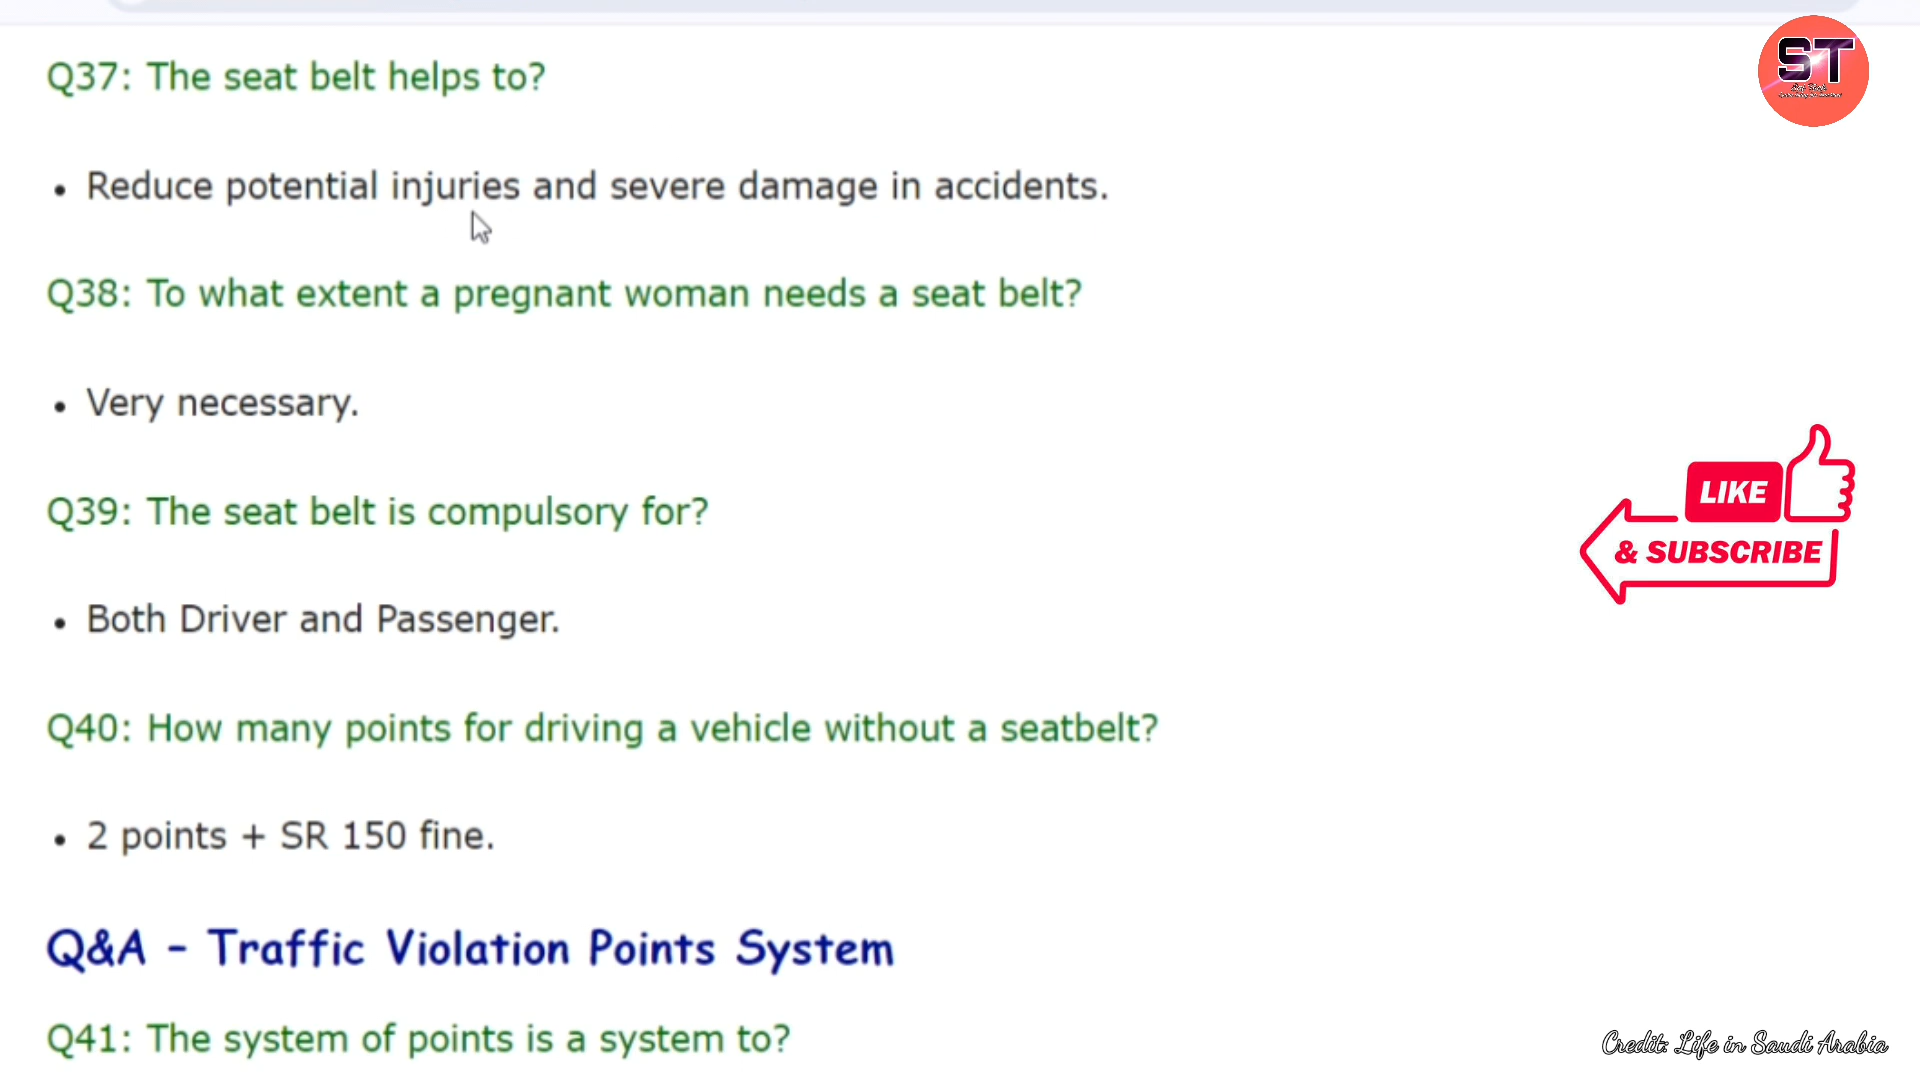 ST
Q37: The seat belt helps to?
• Reduce potential injuries and severe damage in accidents.
Q38: To what extent a pregnant woman needs a seat belt?
• Very necessary.
Q39: The seat belt is compulsory for?
LIKE
& SUBSCRIBE
• Both Driver and Passenger.
Q40: How many points for driving a vehicle without a seatbelt?
• 2 points + SR 150 fine.
Q&A – Traffic Violation Points System
Q41: The system of points is a system to?
Credit: Life in Saudi Arabia